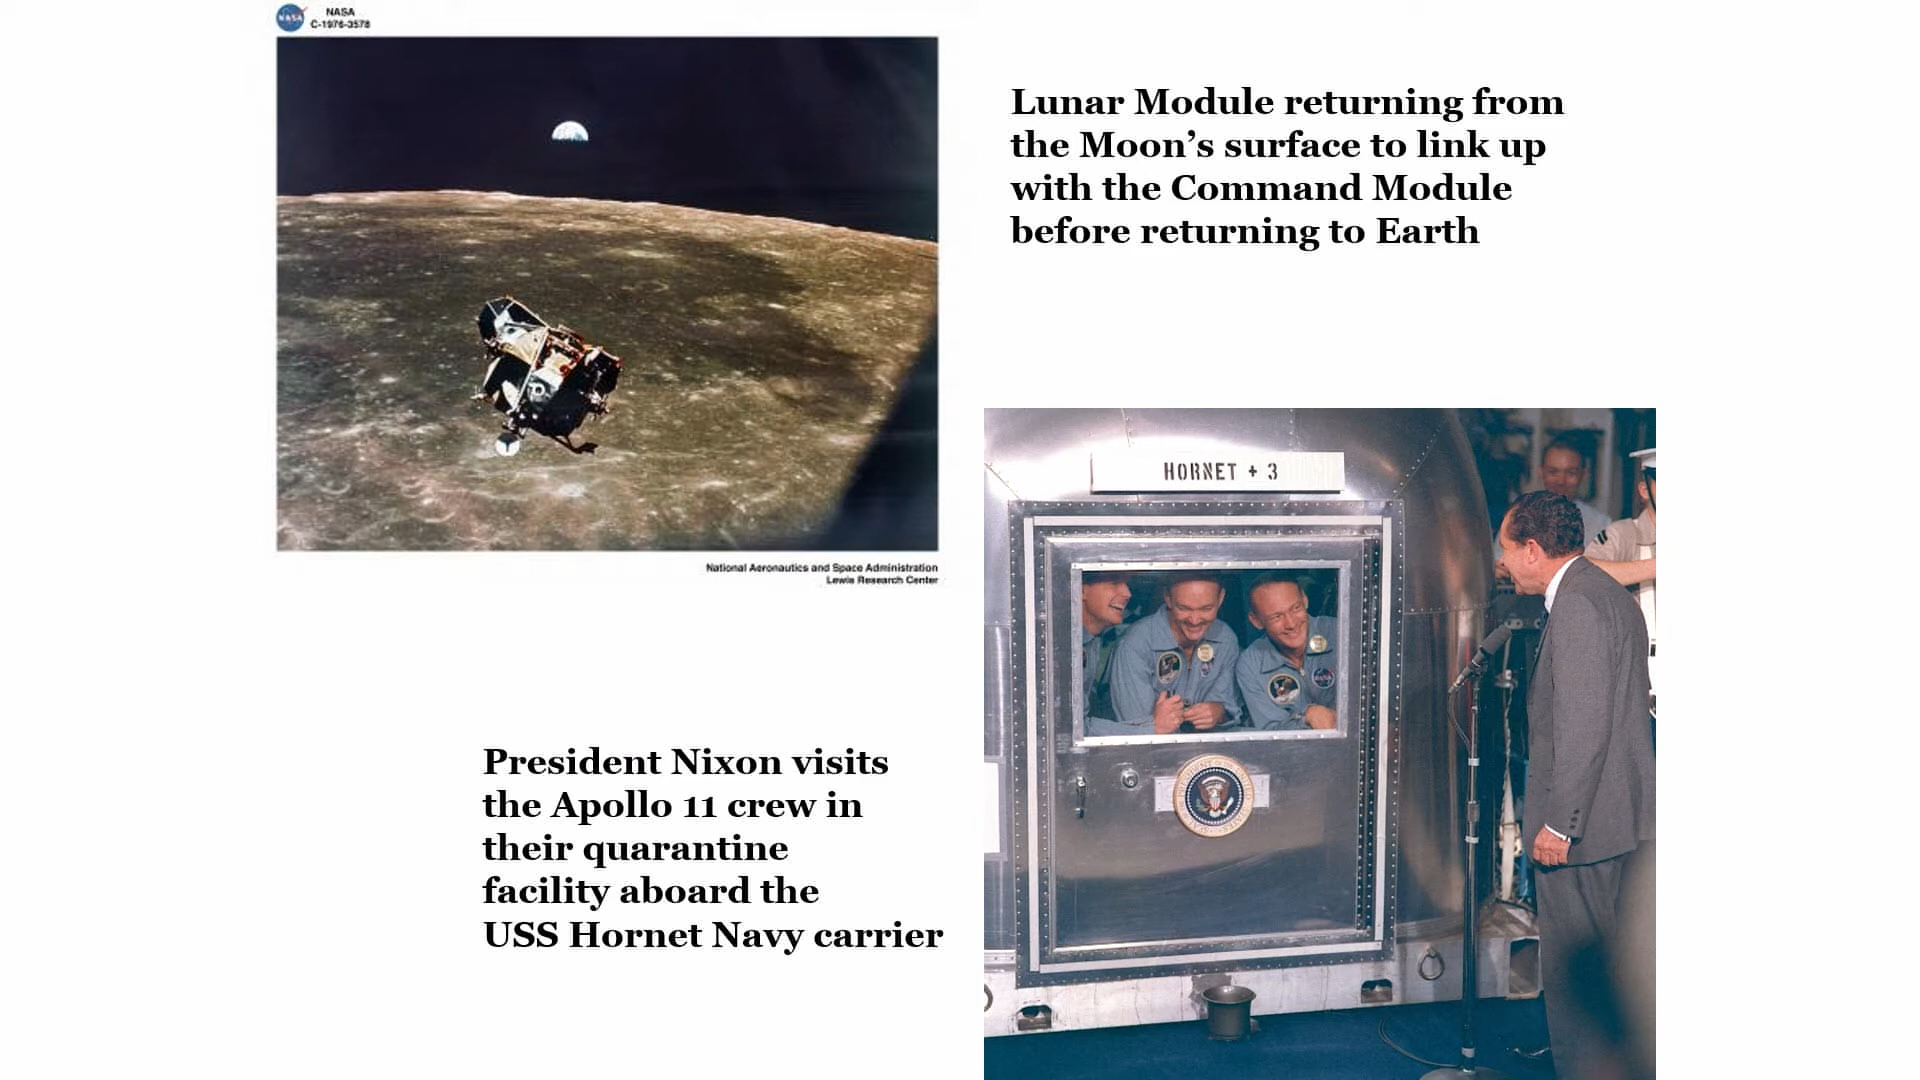 NASA
C-1976-3578
Lunar Module returning from
the Moon’s surface to link up
with the Command Module
before returning to Earth
National Aeronautics and Space Administration
Lewis Research Center
HORNET + 3
NASA
President Nixon visits
the Apollo 11 crew in
their quarantine
facility aboard the
USS Hornet Navy carrier